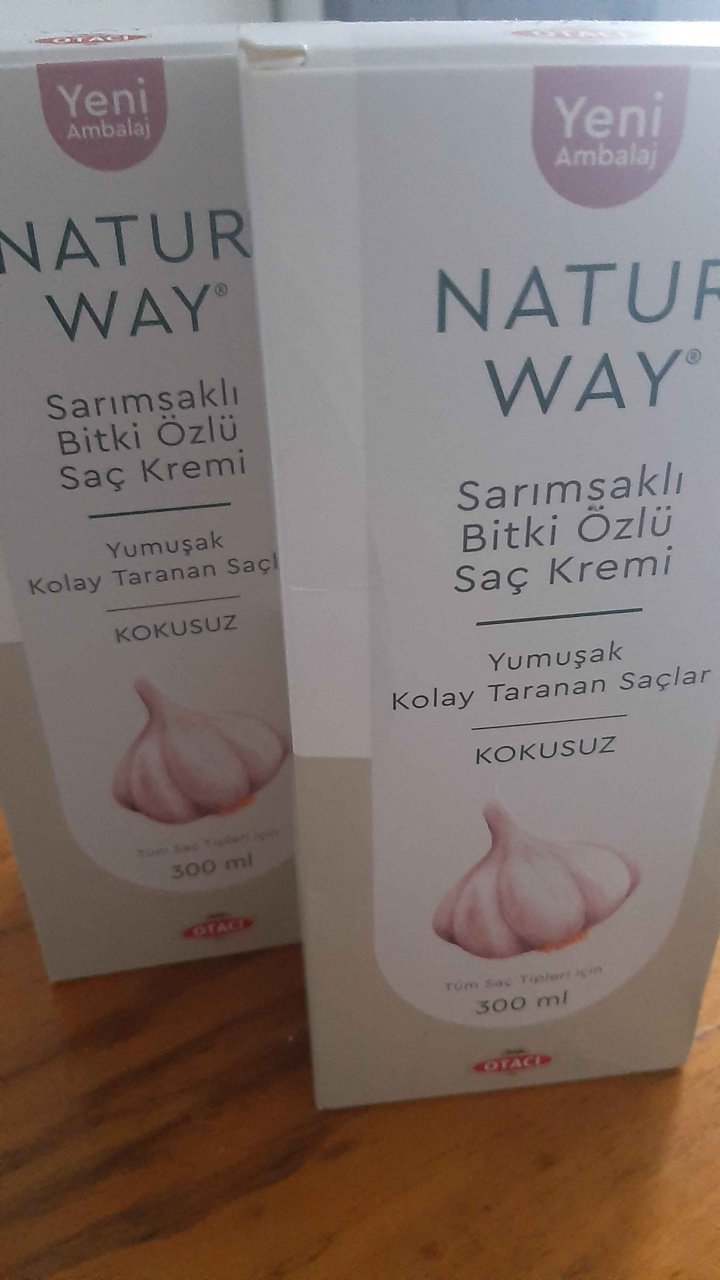 OTACI
Yeni
Ambalaj
NATUR
WAY®
Sarımsaklı
Bitki Özlü
Saç Kremi
Yumuşak
Kolay Taranan Saçl
KOKUSUZ
Tüm Saç Tipleri için
300 ml
OTACI
OTACI
Yeni
Ambalaj
NATUR
WAY®
Sarımsaklı
Bitki Özlü
Saç Kremi
Yumuşak
Kolay Taranan Saçlar
KOKUSUZ
Tüm Saç Tipleri için
300 ml
OTACI